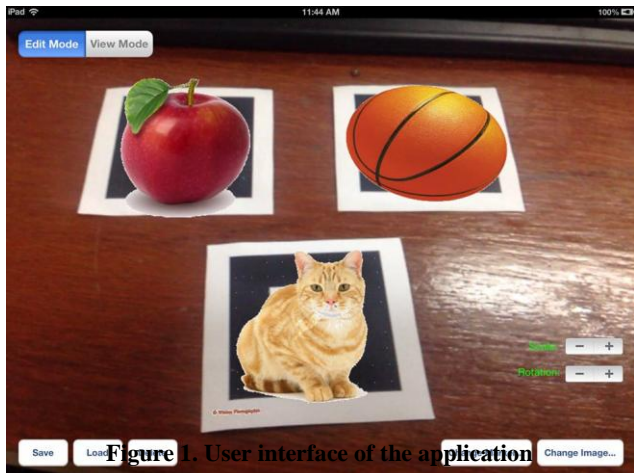 iPad 11:44 AM 100%
Edit Mode View Mode
Scale:
Rotation:
Save Load Change Image...
Figure 1. User interface of the application